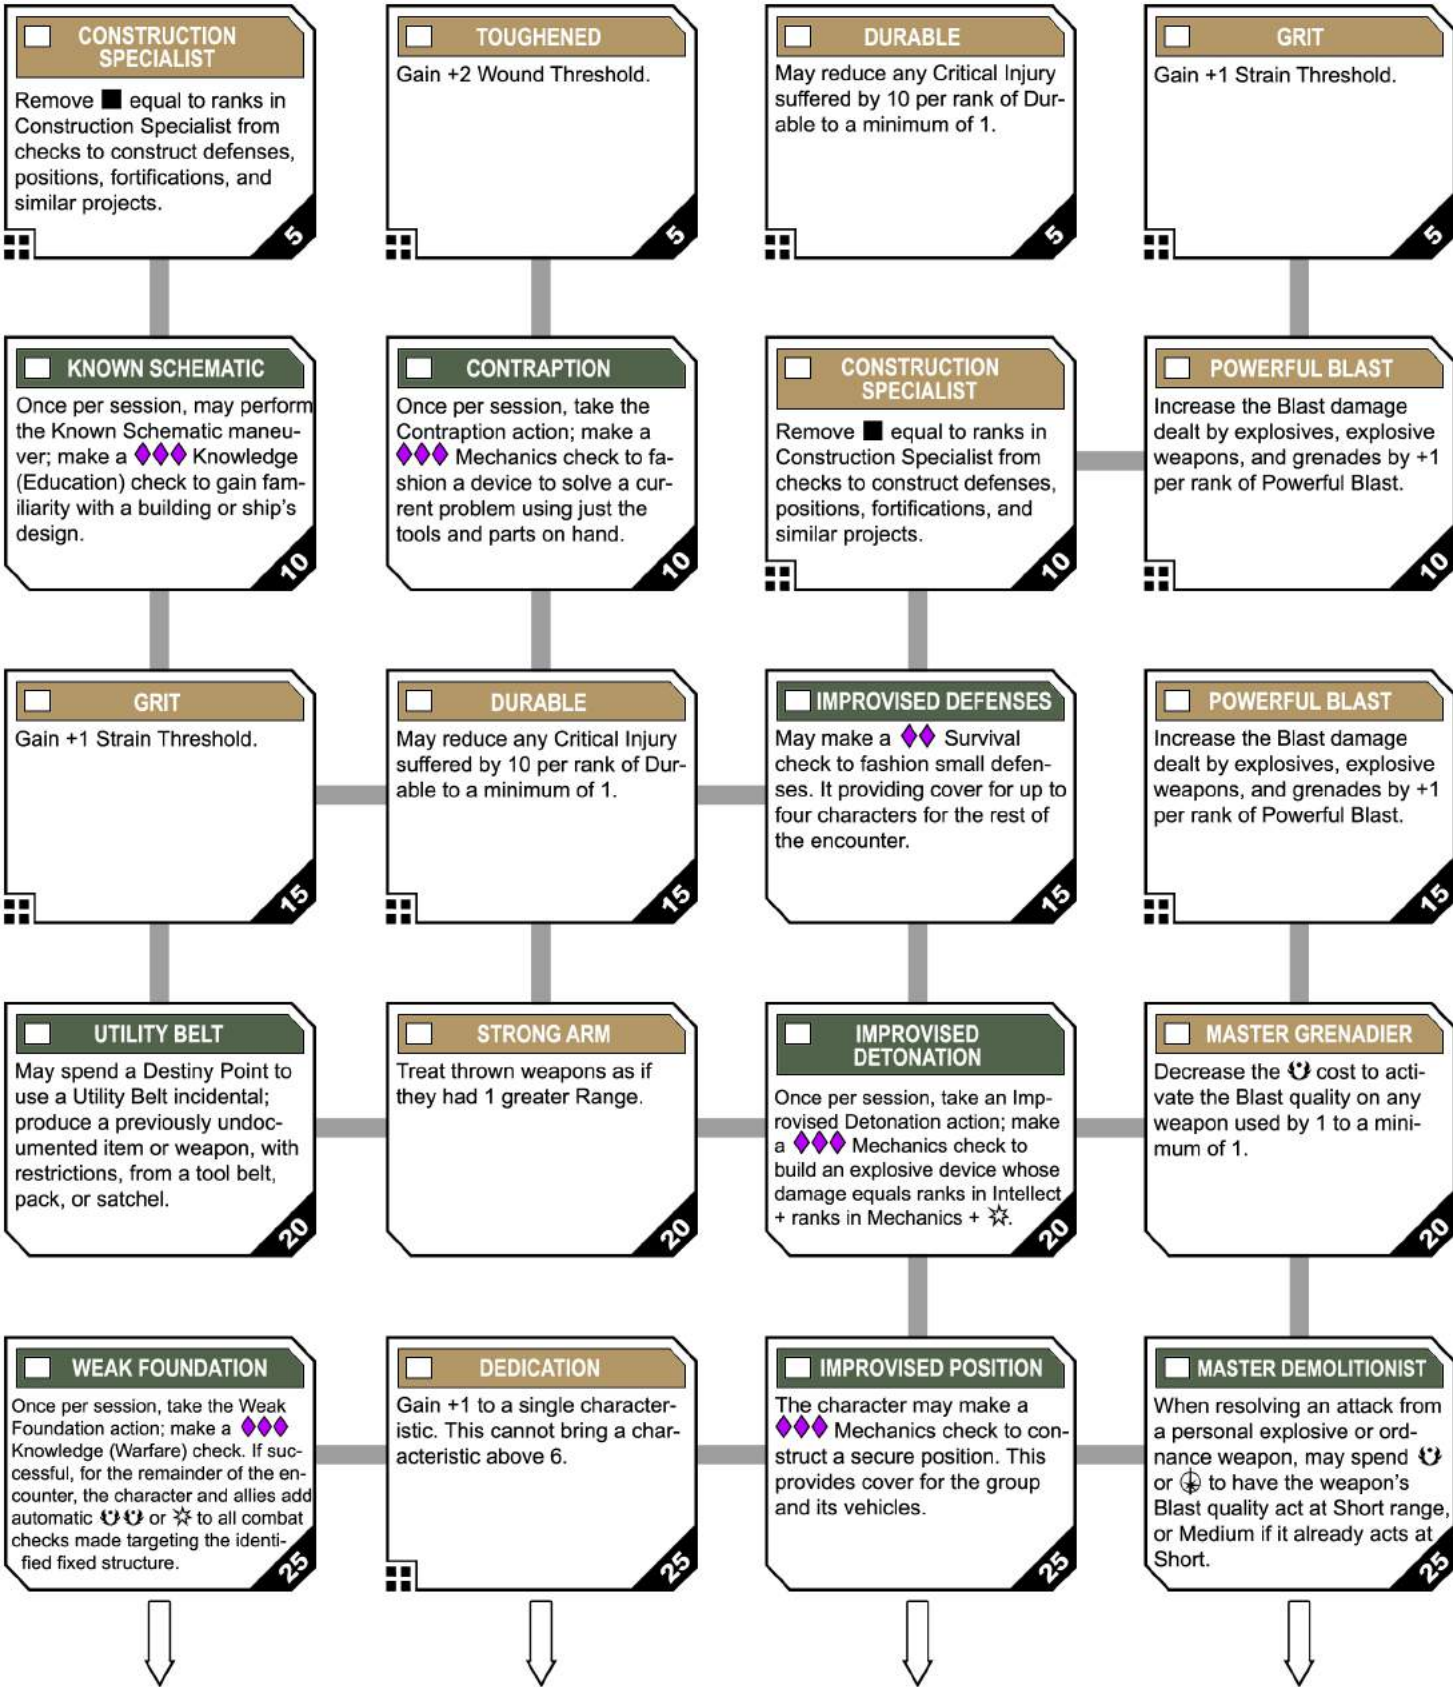 CONSTRUCTION
SPECIALIST
Remove ■ equal to ranks in
Construction Specialist from
checks to construct defenses,
positions, fortifications, and
similar projects.
5
TOUGHENED
Gain +2 Wound Threshold.
5
DURABLE
May reduce any Critical Injury
suffered by 10 per rank of Dur-
able to a minimum of 1.
5
GRIT
Gain +1 Strain Threshold.
5
KNOWN SCHEMATIC
Once per session, may perform
the Known Schematic maneu-
ver; make a ♦♦♦ Knowledge
(Education) check to gain fam-
iliarity with a building or ship's
design.
10
CONTRAPTION
Once per session, take the
Contraption action; make a
♦♦♦ Mechanics check to fa-
shion a device to solve a cur-
rent problem using just the
tools and parts on hand.
10
CONSTRUCTION
SPECIALIST
Remove ■ equal to ranks in
Construction Specialist from
checks to construct defenses,
positions, fortifications, and
similar projects.
10
POWERFUL BLAST
Increase the Blast damage
dealt by explosives, explosive
weapons, and grenades by +1
per rank of Powerful Blast.
10
GRIT
Gain +1 Strain Threshold.
15
DURABLE
May reduce any Critical Injury
suffered by 10 per rank of Dur-
able to a minimum of 1.
15
IMPROVISED DEFENSES
May make a ♦♦ Survival
check to fashion small defen-
ses. It providing cover for up to
four characters for the rest of
the encounter.
15
POWERFUL BLAST
Increase the Blast damage
dealt by explosives, explosive
weapons, and grenades by +1
per rank of Powerful Blast.
15
UTILITY BELT
May spend a Destiny Point to
use a Utility Belt incidental;
produce a previously undoc-
umented item or weapon, with
restrictions, from a tool belt,
pack, or satchel.
20
STRONG ARM
Treat thrown weapons as if
they had 1 greater Range.
20
IMPROVISED
DETONATION
Once per session, take an Imp-
rovised Detonation action; make
a ♦♦♦ Mechanics check to
build an explosive device whose
damage equals ranks in Intellect
+ ranks in Mechanics + .
20
MASTER GRENADIER
Decrease the cost to acti-
vate the Blast quality on any
weapon used by 1 to a mini-
mum of 1.
20
WEAK FOUNDATION
Once per session, take the Weak
Foundation action; make a ♦♦♦
Knowledge (Warfare) check. If suc-
cessful, for the remainder of the en-
counter, the character and allies add
automatic or to all combat
checks made targeting the identi-
fied fixed structure.
25
DEDICATION
Gain +1 to a single character-
istic. This cannot bring a char-
acteristic above 6.
25
IMPROVISED POSITION
The character may make a
♦♦♦ Mechanics check to con-
struct a secure position. This
provides cover for the group
and its vehicles.
25
MASTER DEMOLITIONIST
When resolving an attack from
a personal explosive or ord-
nance weapon, may spend
or to have the weapon's
Blast quality act at Short range,
or Medium if it already acts at
Short.
25